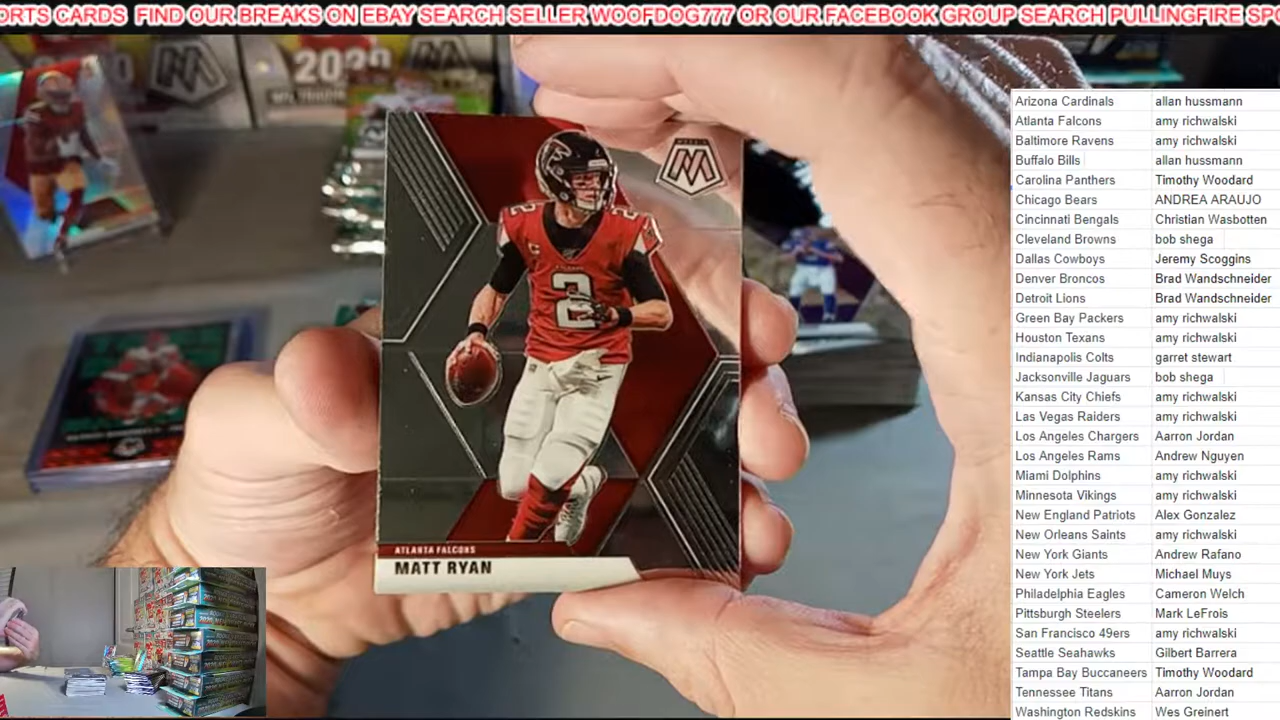 ORTS CARDS FIND OUR BREAKS ON EBAY SEARCH SELLER WOOFDOG777 OR OUR FACEBOOK GROUP SEARCH PULLINGFIRE SPO
2020
MOSAIC
2
ATLANTA FALCONS
MATT RYAN
Arizona Cardinals allan hussmann
Atlanta Falcons amy richwalski
Baltimore Ravens amy richwalski
Buffalo Bills allan hussmann
Carolina Panthers Timothy Woodard
Chicago Bears ANDREA ARAUJO
Cincinnati Bengals Christian Wasbotten
Cleveland Browns bob shega
Dallas Cowboys Jeremy Scoggins
Denver Broncos Brad Wandschneider
Detroit Lions Brad Wandschneider
Green Bay Packers amy richwalski
Houston Texans amy richwalski
Indianapolis Colts garret stewart
Jacksonville Jaguars bob shega
Kansas City Chiefs amy richwalski
Las Vegas Raiders amy richwalski
Los Angeles Chargers Aarron Jordan
Los Angeles Rams Andrew Nguyen
Miami Dolphins amy richwalski
Minnesota Vikings amy richwalski
New England Patriots Alex Gonzalez
New Orleans Saints amy richwalski
New York Giants Andrew Rafano
New York Jets Michael Muys
Philadelphia Eagles Cameron Welch
Pittsburgh Steelers Mark LeFrois
San Francisco 49ers amy richwalski
Seattle Seahawks Gilbert Barrera
Tampa Bay Buccaneers Timothy Woodard
Tennessee Titans Aarron Jordan
Washington Redskins Wes Greinert